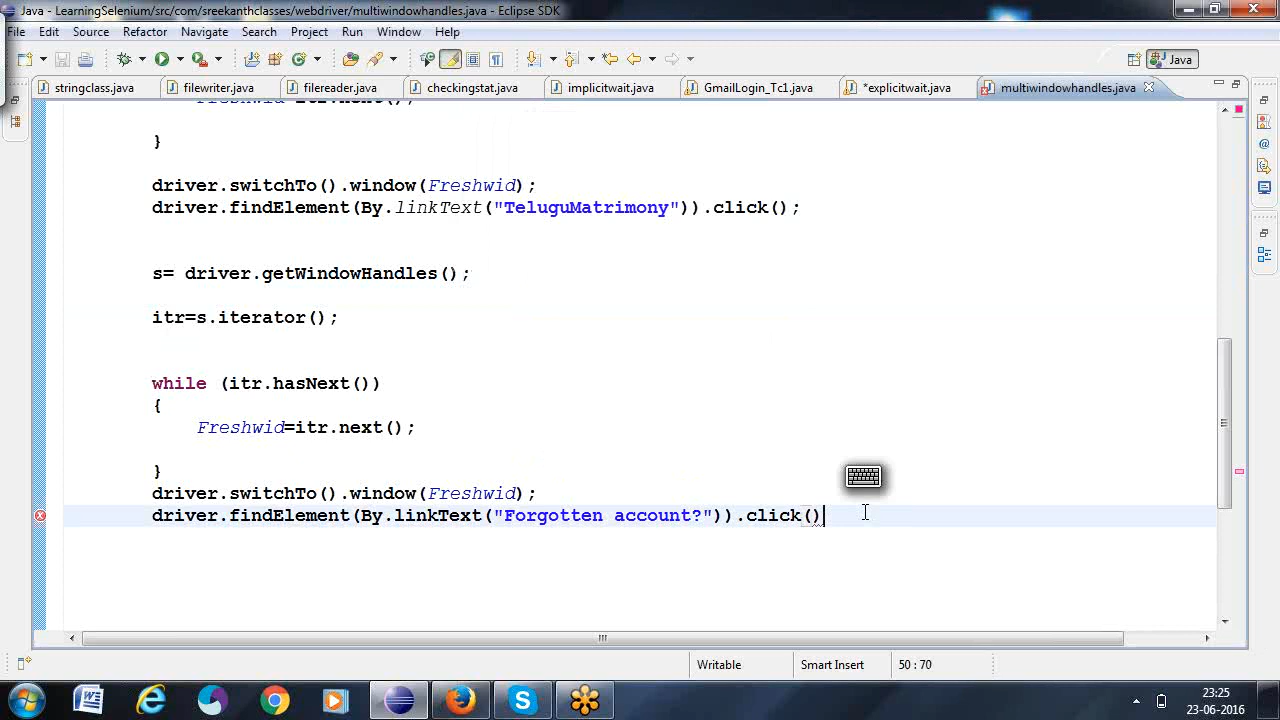 Java - LearningSelenium/src/com/sreekanthclasses/webdriver/multiwindowhandles.java - Eclipse SDK
File Edit Source Refactor Navigate Search Project Run Window Help
Java
stringclass.java filewriter.java filereader.java checkingstat.java implicitwait.java GmailLogin_Tc1.java *explicitwait.java multiwindowhandles.java
Freshwid=itr.next();
}
driver.switchTo().window(Freshwid);
driver.findElement(By.linkText("TeluguMatrimony")).click();
s= driver.getWindowHandles();
itr=s.iterator();
while (itr.hasNext())
{
Freshwid=itr.next();
}
driver.switchTo().window(Freshwid);
driver.findElement(By.linkText("Forgotten account?")).click()
Writable Smart Insert 50 : 70
23:25
23-06-2016